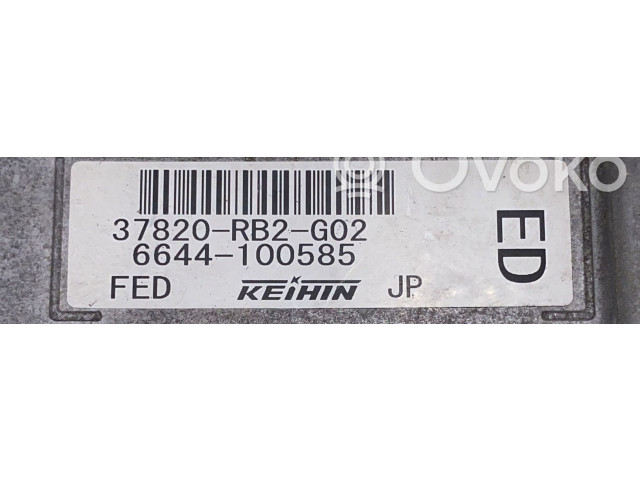 Ovoko
37820-RB2-G02
6644-100585
FED KEIHIN JP
ED